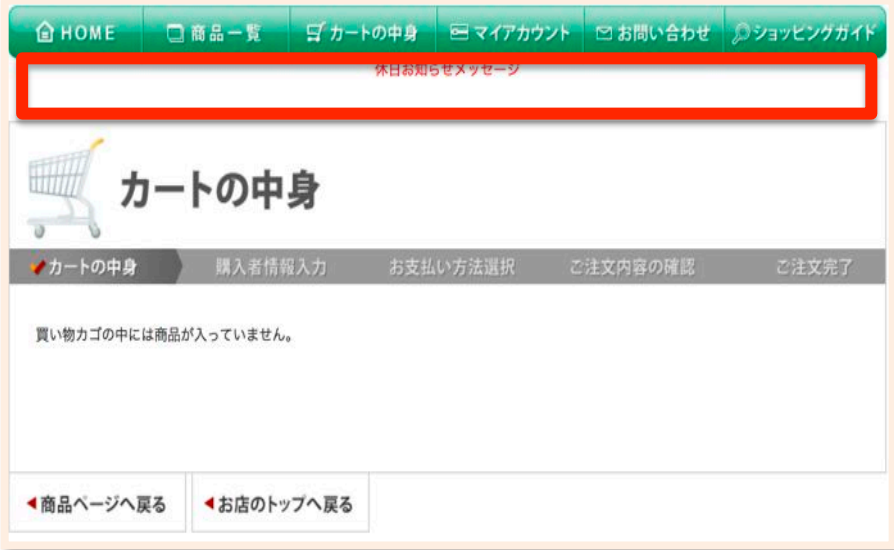 HOME 商品一覧 カートの中身 マイアカウント お問い合わせ ショッピングガイド
休日お知らせメッセージ
カートの中身
カートの中身 購入者情報入力 お支払い方法選択 ご注文内容の確認 ご注文完了
買い物カゴの中には商品が入っていません。
商品ページへ戻る お店のトップへ戻る